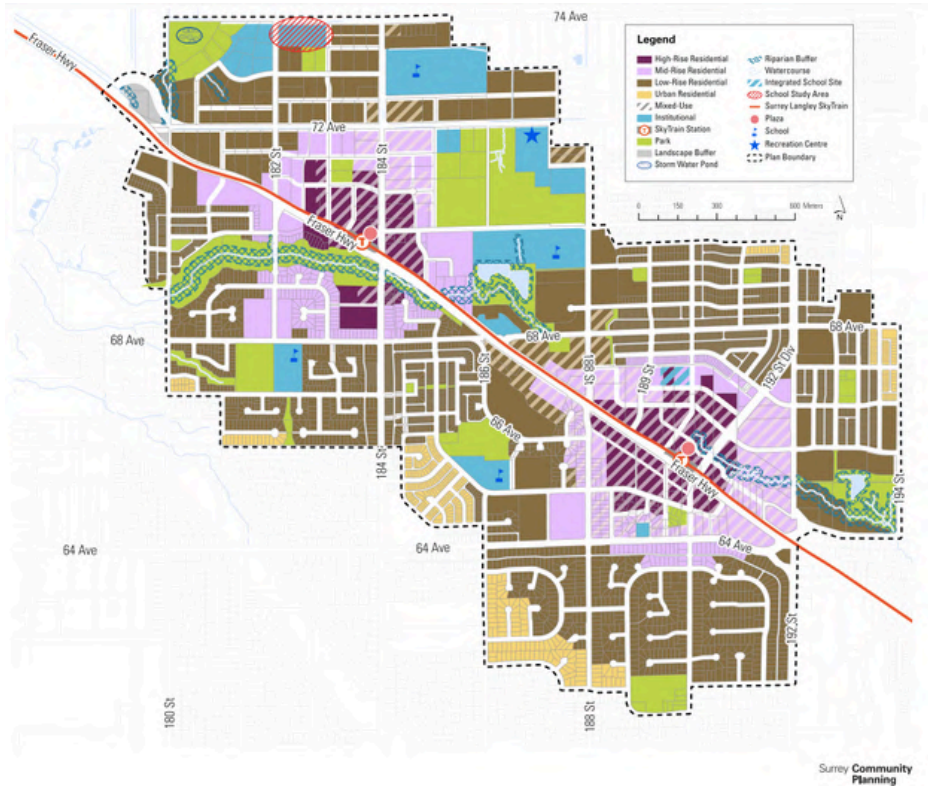 74 Ave
Fraser Hwy
Legend
High-Rise Residential
Mid-Rise Residential
Low-Rise Residential
Urban Residential
Mixed-Use
Institutional
SkyTrain Station
Park
Landscape Buffer
Storm Water Pond
Riparian Buffer
Watercourse
Integrated School Site
School Study Area
Surrey Langley SkyTrain
Plaza
School
Recreation Centre
Plan Boundary
72 Ave
182 St
184 St
0 150 300 600 Meters
Fraser Hwy
68 Ave
68 Ave
68 Ave
186 St
188 St
189 St
192 St Div
66 Ave
184 St
Fraser Hwy
194 St
64 Ave
64 Ave
64 Ave
192 St
180 St
188 St
Surrey Community
Planning